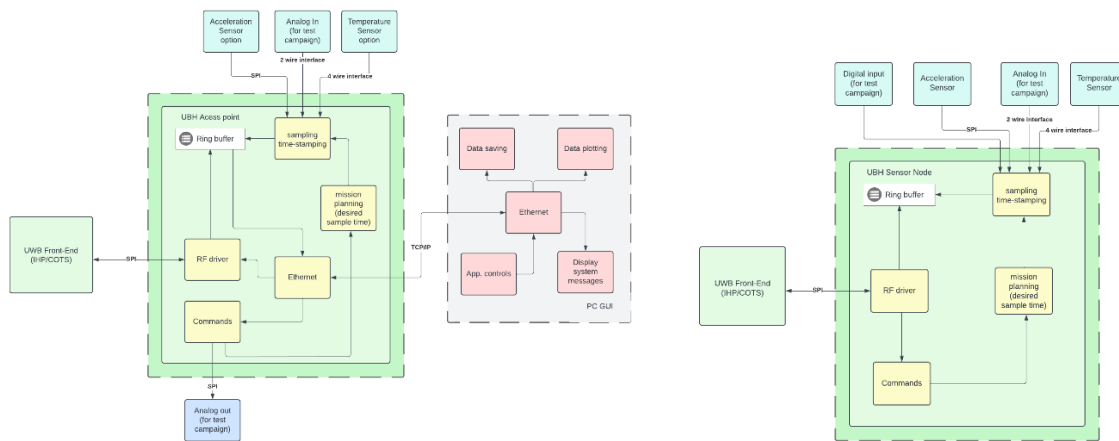 Acceleration
Sensor
option
Analog In
(for test
campaign)
Temperature
Sensor
option
SPI
2 wire interface
4 wire interface
UBH Acess point
Ring buffer
sampling
time-stamping
mission
planning
(desired
sample time)
UWB Front-End
(IHP/COTS)
SPI
RF driver
Ethernet
Commands
SPI
Analog out
(for test
campaign)
TCP/IP
Data saving
Data plotting
Ethernet
App. controls
Display
system
messages
PC GUI
Digital input
(for test
campaign)
Acceleration
Sensor
Analog In
(for test
campaign)
Temperature
Sensor
SPI
2 wire interface
4 wire interface
UBH Sensor Node
Ring buffer
sampling
time-stamping
UWB Front-End
(IHP/COTS)
SPI
RF driver
mission
planning
(desired
sample time)
Commands